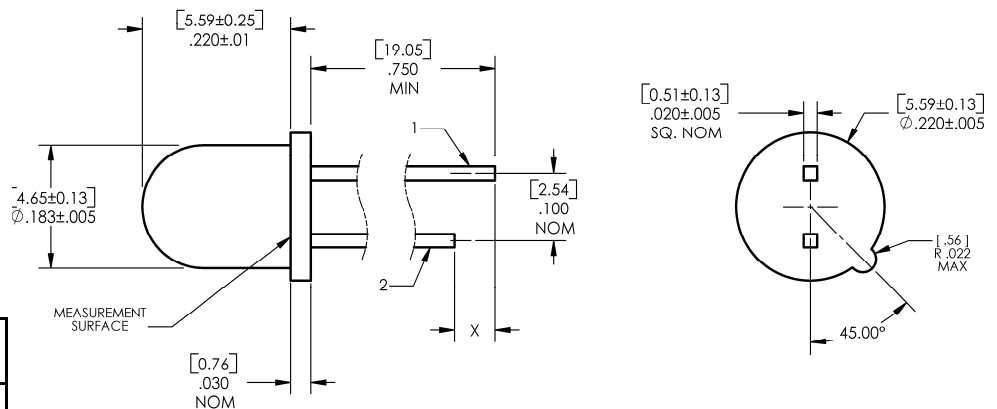 [5.59±0.25]
.220±.01
[19.05]
.750
MIN
1
[4.65±0.13]
Ø.183±.005
[2.54]
.100
NOM
2
MEASUREMENT
SURFACE
X
[0.76]
.030
NOM
[0.51±0.13]
.020±.005
SQ. NOM
[5.59±0.13]
Ø.220±.005
[.56]
R .022
MAX
45.00°